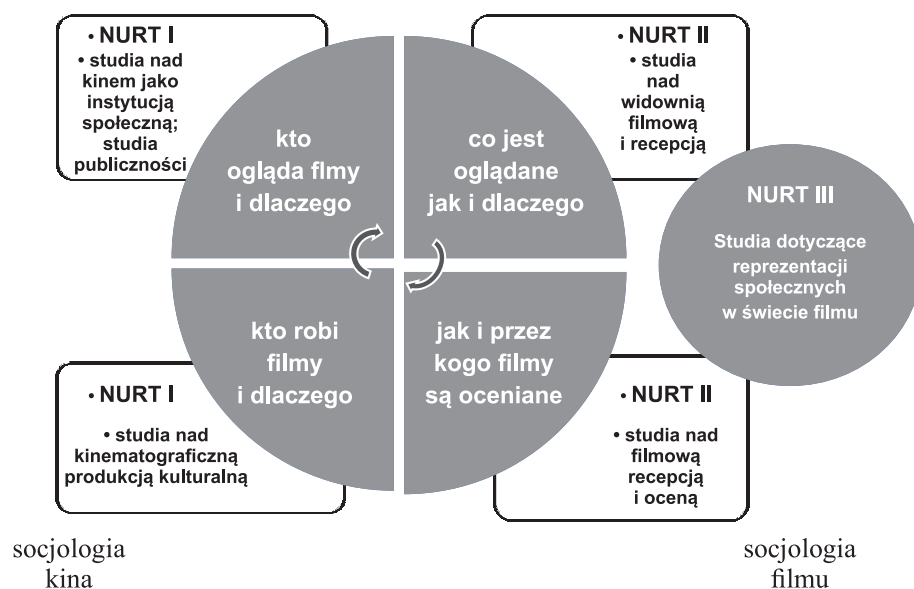 • NURT I
• studia nad
kinem jako
instytucją
społeczną;
studia
publiczności
kto
ogląda flmy
i dlaczego
co jest
oglądane
jak i dlaczego
• NURT II
• studia
nad
widownią
filmową
i recepcją
NURT III
Studia dotyczące
reprezentacji
społecznych
w świecie filmu
• NURT I
• studia nad
kinematograficzną
produkcją kulturalną
kto robi
filmy
i dlaczego
jak i przez
kogo filmy
są oceniane
• NURT II
• studia nad
filmową
recepcją
i oceną
socjologia
kina
socjologia
filmu